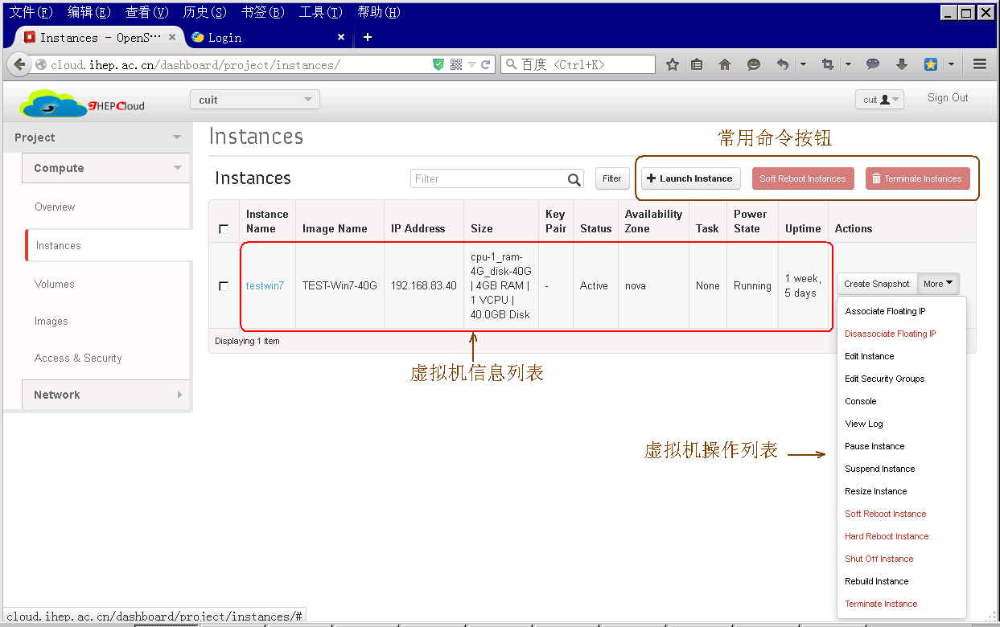 文件(F) 编辑(E) 查看(V) 历史(S) 书签(B) 工具(T) 帮助(H)
Instances - OpenS… × Login × +
cloud.ihep.ac.cn/dashboard/project/instances/ 百度 <Ctrl+K>
IHEPCloud cuit cuit Sign Out
Project
Compute
Overview
Instances
Volumes
Images
Access & Security
Network
Instances
常用命令按钮
Instances Filter Filter Launch Instance Soft Reboot Instances Terminate Instances
Instance Name Image Name IP Address Size Key Pair Status Availability Zone Task Power State Uptime Actions
testwin7 TEST-Win7-40G 192.168.83.40
cpu-1_ram-
4G_disk-40G
| 4GB RAM |
1 VCPU |
40.0GB Disk
- Active nova None Running
1 week,
5 days
Create Snapshot More
Displaying 1 item
虚拟机信息列表
虚拟机操作列表
Associate Floating IP
Disassociate Floating IP
Edit Instance
Edit Security Groups
Console
View Log
Pause Instance
Suspend Instance
Resize Instance
Soft Reboot Instance
Hard Reboot Instance
Shut Off Instance
Rebuild Instance
Terminate Instance
cloud.ihep.ac.cn/dashboard/project/instances/#